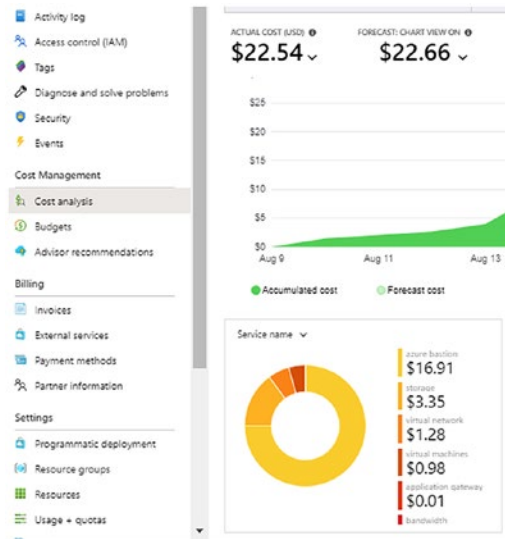 Activity log
Access control (IAM)
Tags
Diagnose and solve problems
Security
Events
Cost Management
Cost analysis
Budgets
Advisor recommendations
Billing
Invoices
External services
Payment methods
Partner information
Settings
Programmatic deployment
Resource groups
Resources
Usage + quotas
ACTUAL COST (USD)
$22.54
FORECAST: CHART VIEW ON
$22.66
$25
$20
$15
$10
$5
$0
Aug 9
Aug 11
Aug 13
Accumulated cost
Forecast cost
Service name
azure bastion
$16.91
storage
$3.35
virtual network
$1.28
virtual machines
$0.98
application gateway
$0.01
bandwidth